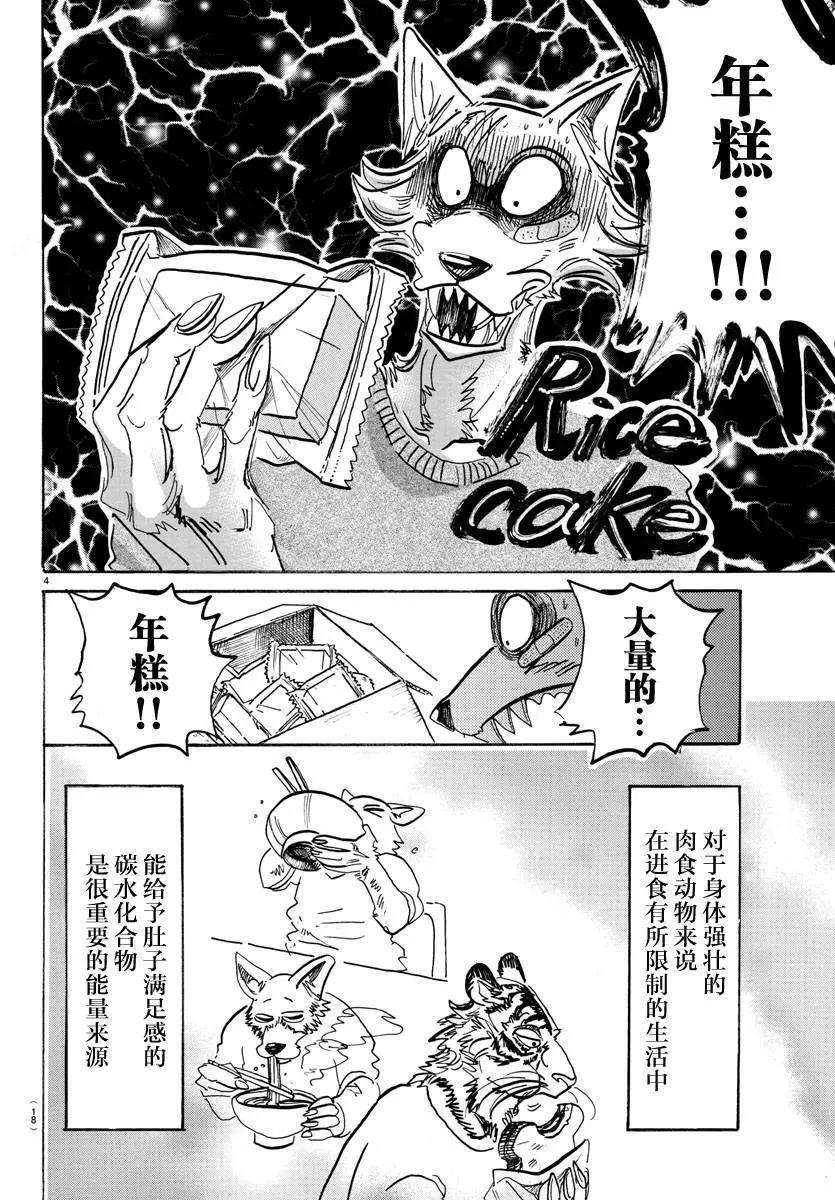 年糕…!!!
Rice
cake
4
大量的…
年糕!!
对于身体强壮的
肉食动物来说
在进食有所限制的生活中
能给予肚子满足感的
碳水化合物
是很重要的能量来源
(18)